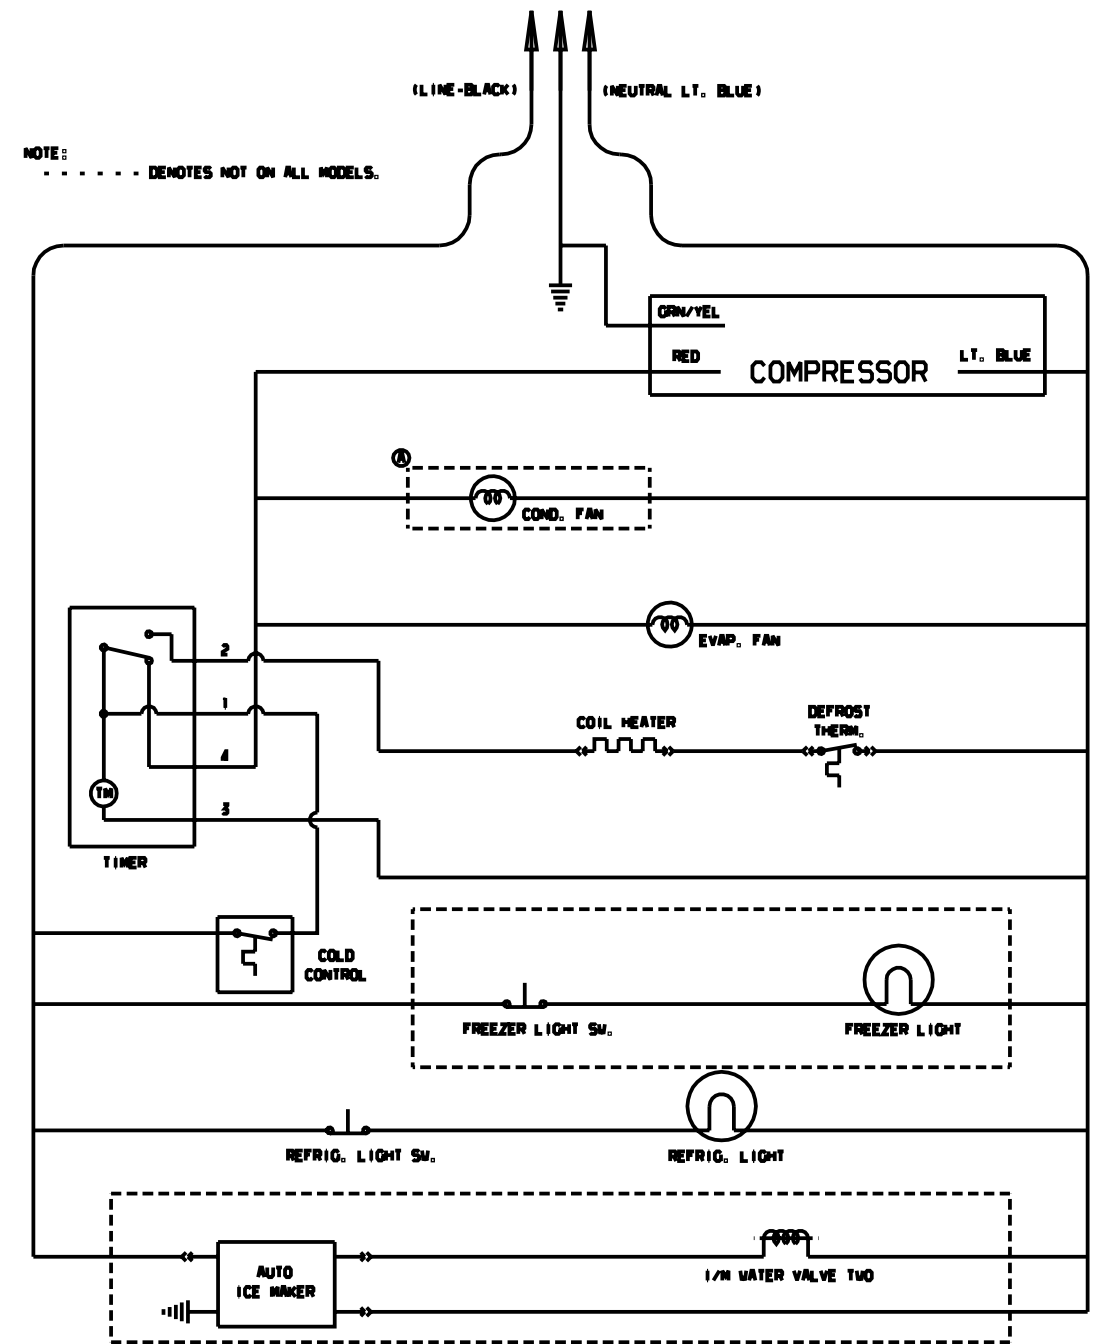 (LINE-BLACK)
(NEUTRAL LT. BLUE)
NOTE:
DENOTES NOT ON ALL MODELS.
GRN/YEL
RED
COMPRESSOR
LT. BLUE
A
COND. FAN
EVAP. FAN
2
1
4
3
TM
TIMER
COIL HEATER
DEFROST
THERM.
COLD
CONTROL
FREEZER LIGHT SW.
FREEZER LIGHT
REFRIG. LIGHT SW.
REFRIG. LIGHT
AUTO
ICE MAKER
I/M WATER VALVE TWO